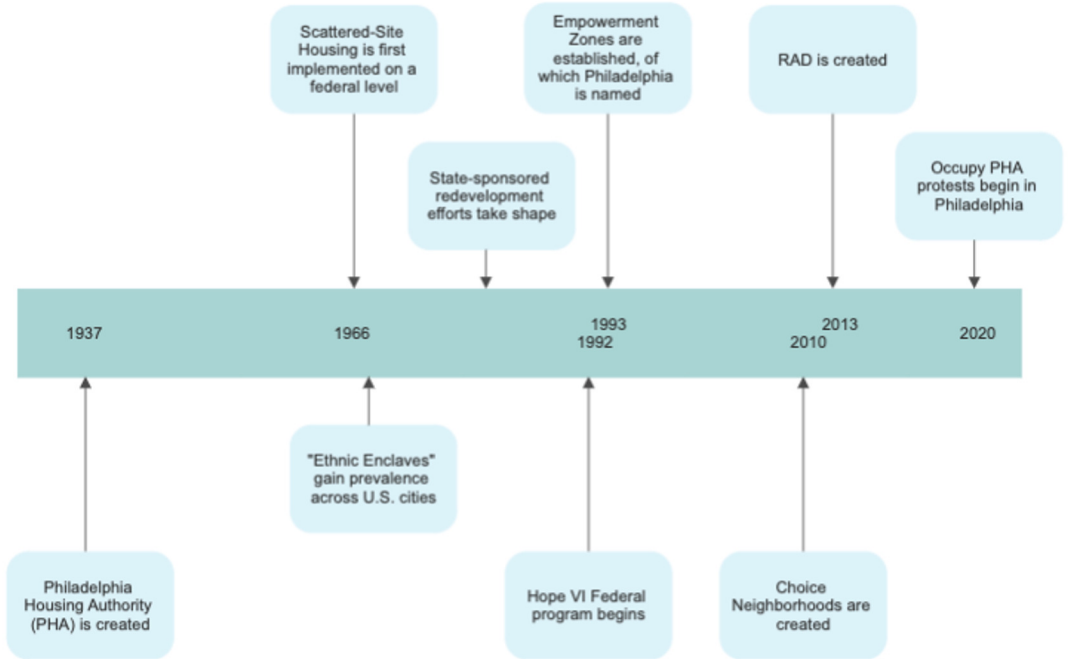 Scattered-Site
Housing is first
implemented on a
federal level
Empowerment
Zones are
established, of
which Philadelphia
is named
RAD is created
State-sponsored
redevelopment
efforts take shape
Occupy PHA
protests begin in
Philadelphia
1937
1966
1993
1992
2013
2010
2020
"Ethnic Enclaves"
gain prevalence
across U.S. cities
Philadelphia
Housing Authority
(PHA) is created
Hope VI Federal
program begins
Choice
Neighborhoods are
created